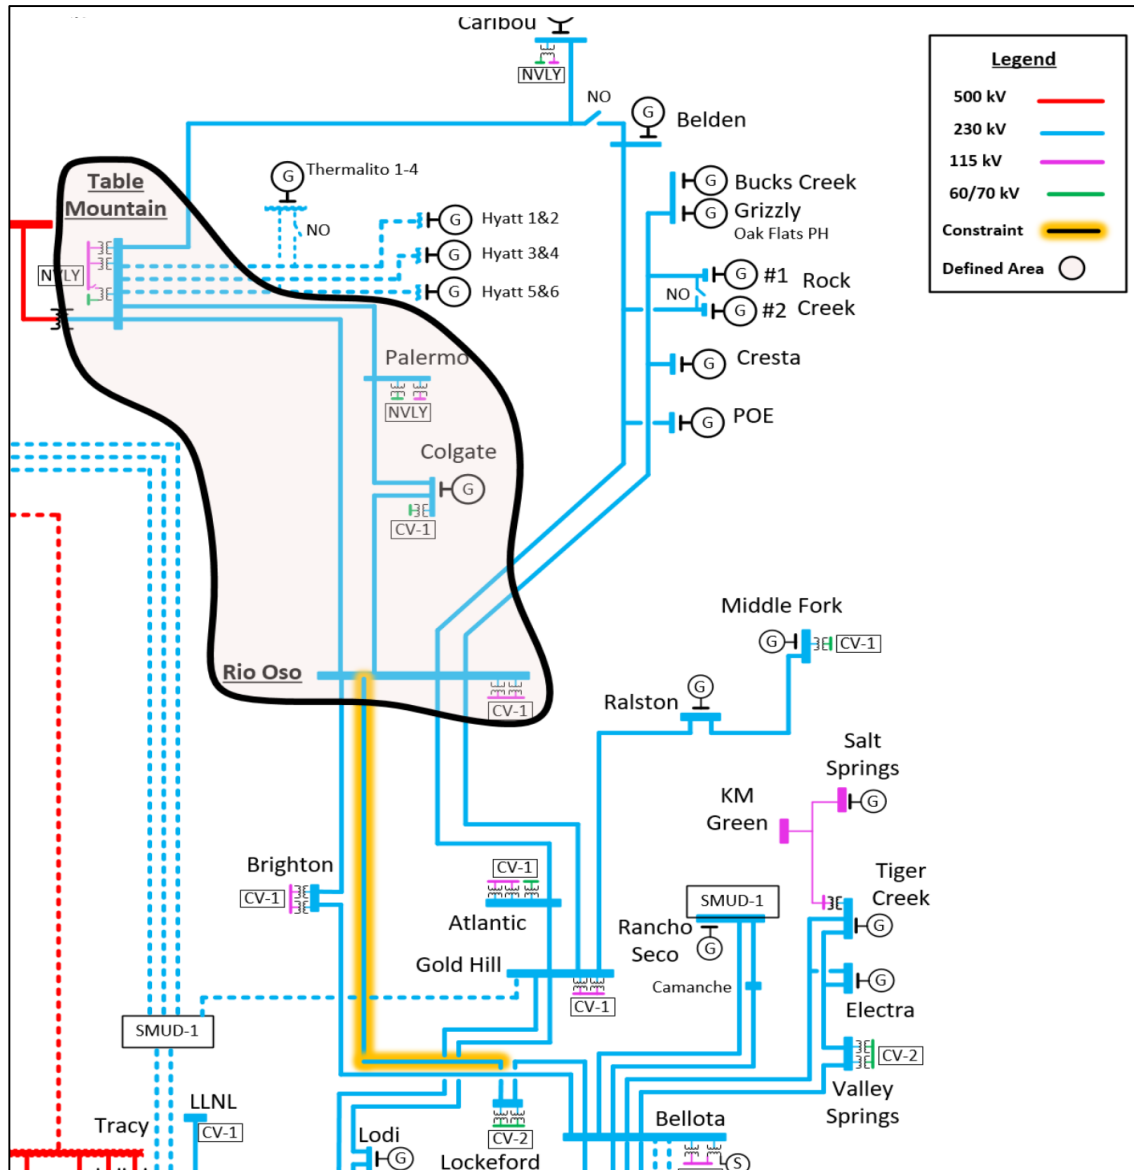 Caribou
NVLY
NO
G
Belden
Legend
500 kV
230 kV
115 kV
60/70 kV
Constraint
Defined Area
Table
Mountain
G
Thermalito 1-4
NO
G
Hyatt 1&2
G
Hyatt 3&4
G
Hyatt 5&6
G
Bucks Creek
G
Grizzly
Oak Flats PH
G
#1
Rock
Creek
NO
G
#2
G
Cresta
G
POE
NVLY
Palermo
NVLY
Colgate
G
CV-1
Rio Oso
CV-1
Middle Fork
G
CV-1
Ralston
G
Salt
Springs
G
KM
Green
Tiger
Creek
G
Brighton
CV-1
CV-1
Atlantic
SMUD-1
Rancho
Seco
G
Gold Hill
CV-1
Camanche
G
Electra
SMUD-1
CV-2
Valley
Springs
LLNL
CV-1
Tracy
Lodi
G
CV-2
Lockeford
Bellota
S